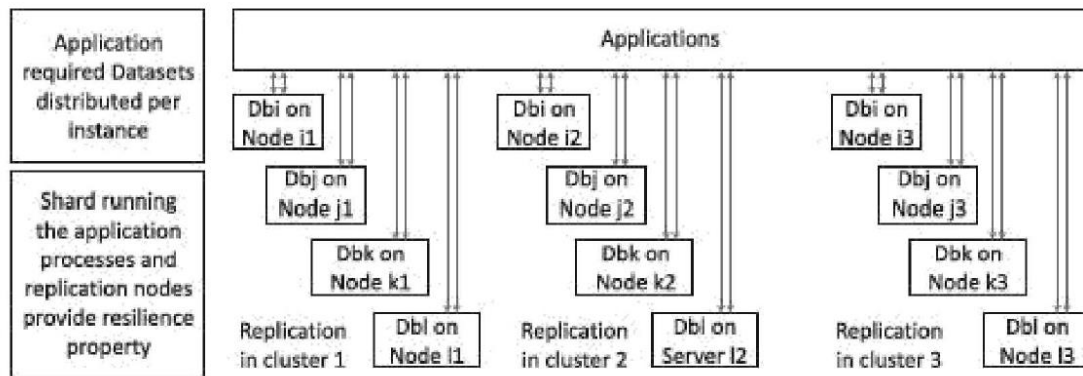 Application
required Datasets
distributed per
instance
Shard running
the application
processes and
replication nodes
provide resilience
property
Applications
Dbi on
Node i1
Dbj on
Node j1
Dbk on
Node k1
Dbl on
Node l1
Replication
in cluster 1
Dbi on
Node i2
Dbj on
Node j2
Dbk on
Node k2
Dbl on
Server l2
Replication
in cluster 2
Dbi on
Node i3
Dbj on
Node j3
Dbk on
Node k3
Dbl on
Node l3
Replication
in cluster 3